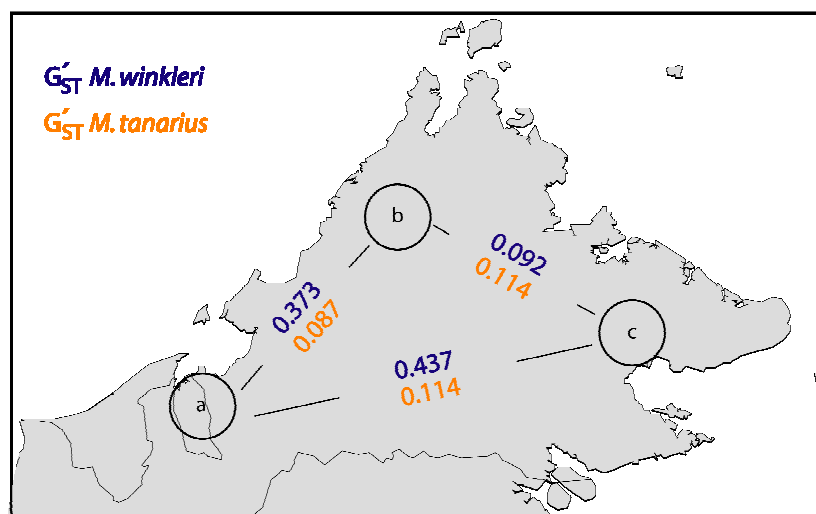 G′ST M. winkleri
G′ST M. tanarius
b
0.092
0.114
0.373
0.087
c
0.437
0.114
a